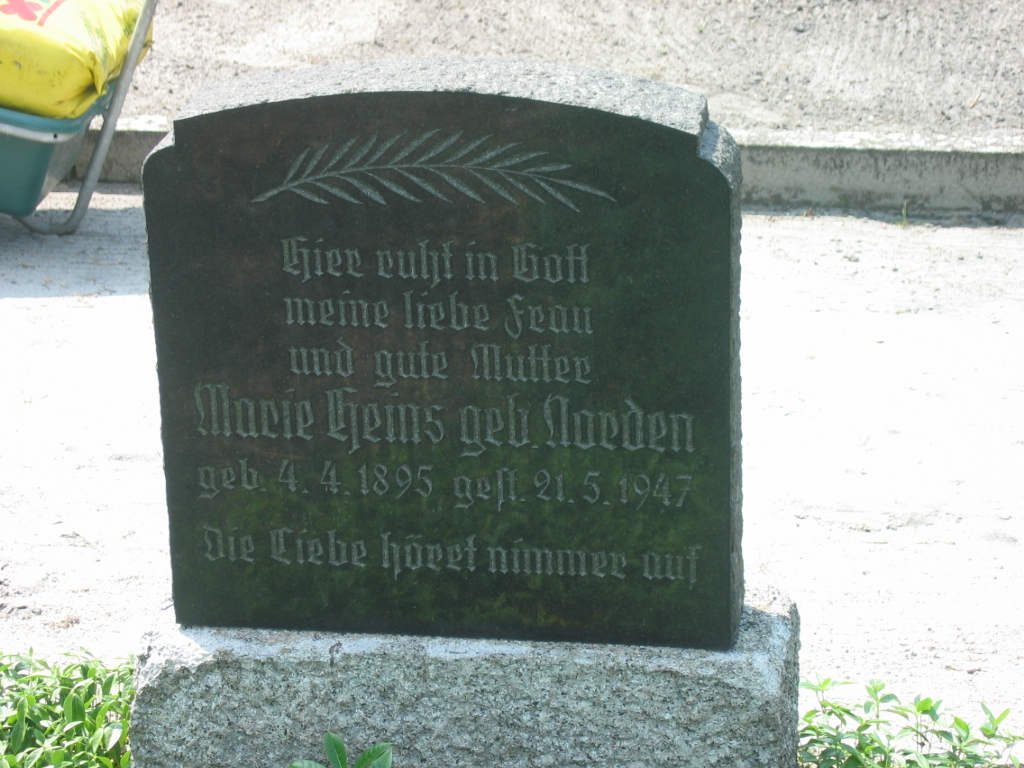 Hier ruht in Gott
meine liebe Frau
und gute Mutter
Marie Heins geb. Noeden
geb. 4. 4. 1895 gest. 21. 5. 1947
Die Liebe höret nimmer auf